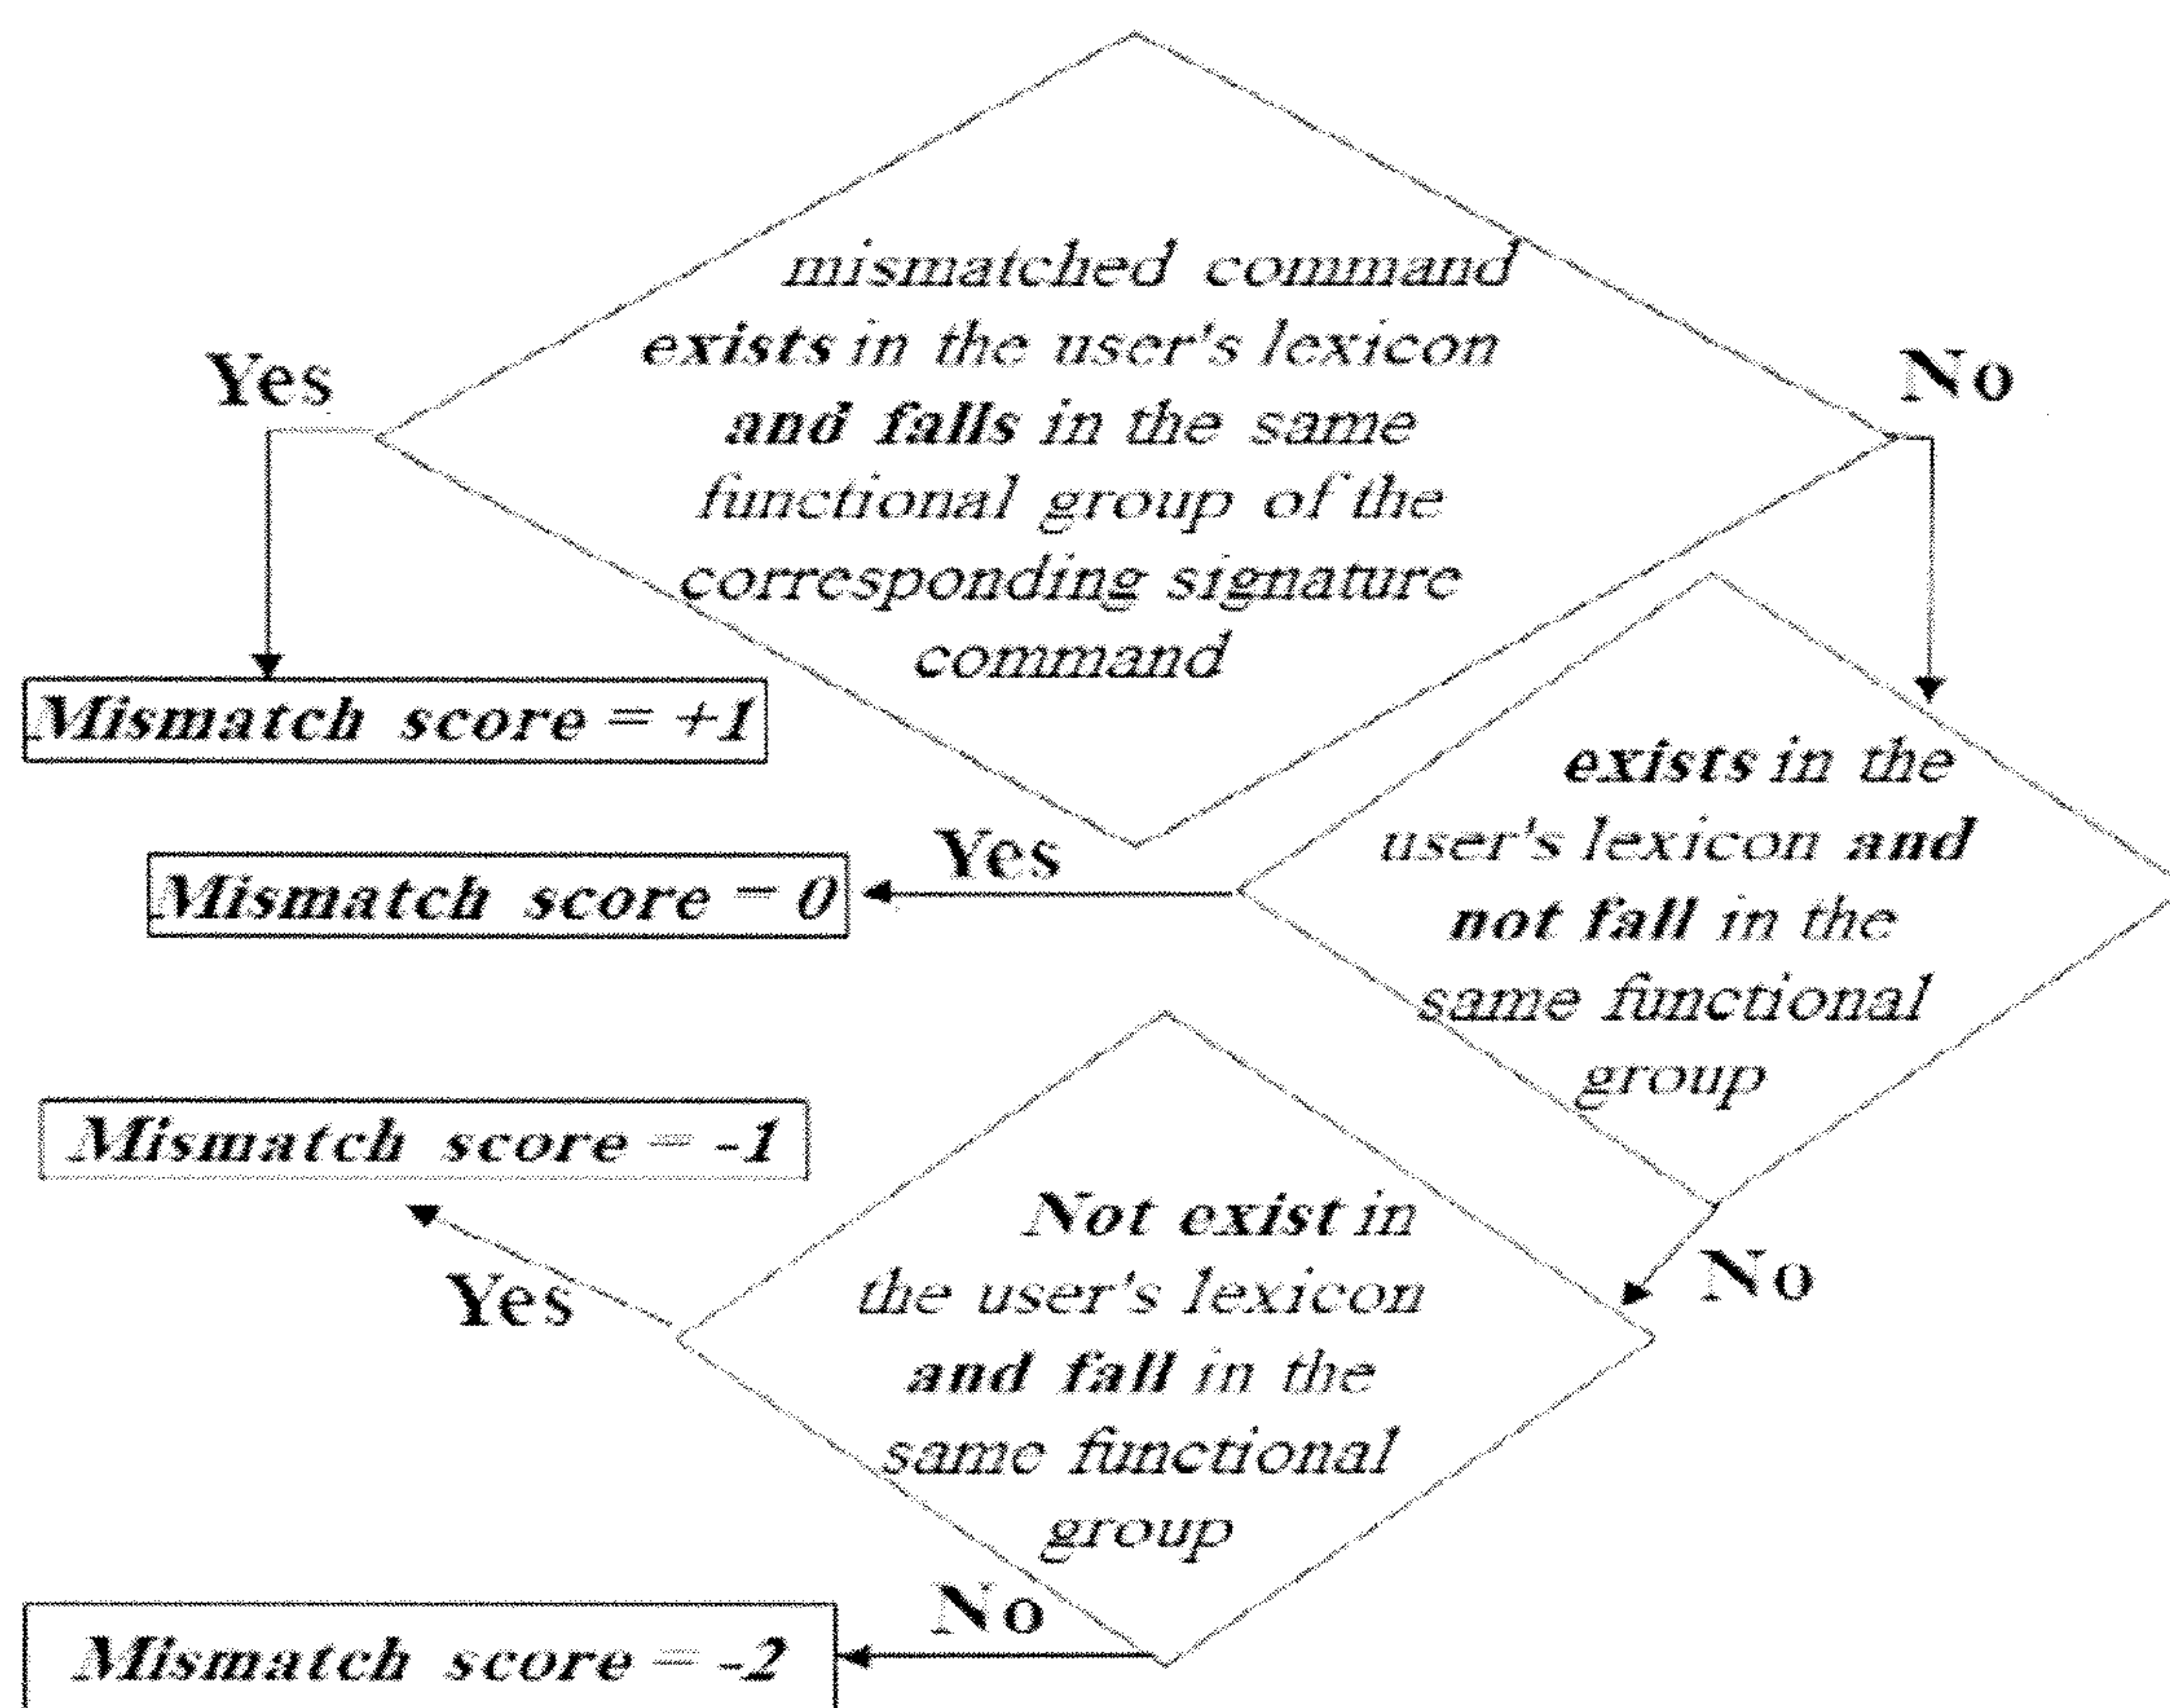 mismatched command
exists in the user's lexicon
and falls in the same
functional group of the
corresponding signature
command
Yes
No
Mismatch score = +1
exists in the
user's lexicon and
not fall in the
same functional
group
Yes
Mismatch score = 0
No
Not exist in
the user's lexicon
and fall in the
same functional
group
Yes
Mismatch score = -1
No
Mismatch score = -2